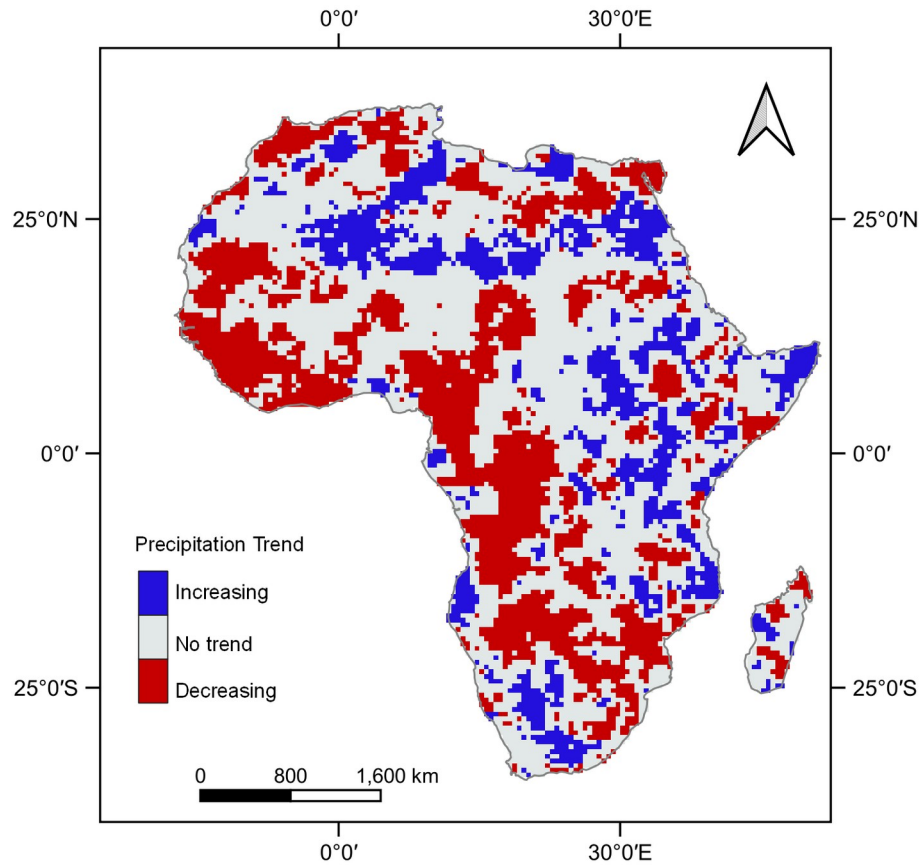 0°0′ 30°0′E
25°0′N 25°0′N
0°0′ 0°0′
Precipitation Trend
Increasing
No trend
Decreasing
25°0′S 25°0′S
0 800 1,600 km
0°0′ 30°0′E